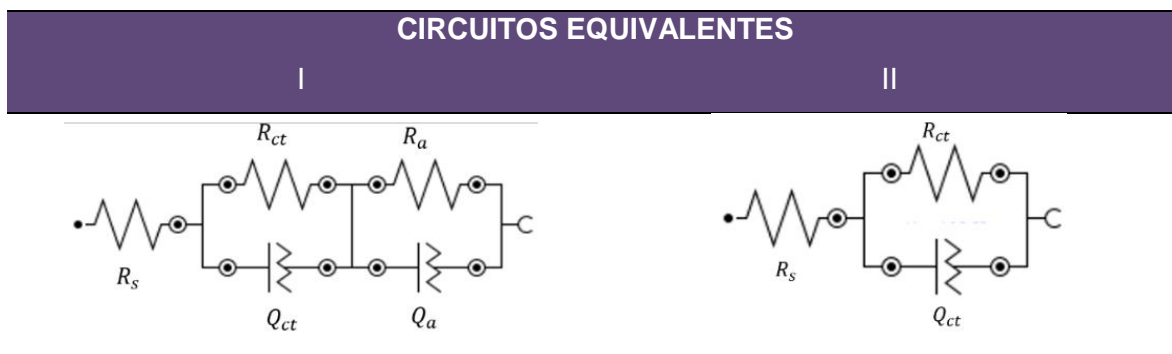 CIRCUITOS EQUIVALENTES
I II
R_ct R_a
R_s
Q_ct Q_a
R_ct
R_s
Q_ct